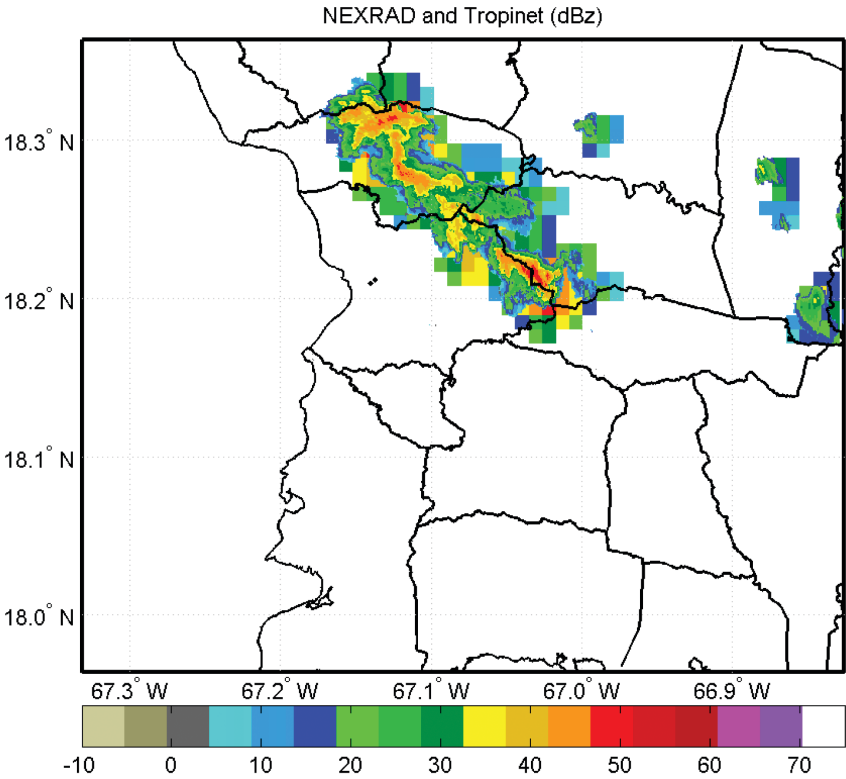 NEXRAD and Tropinet (dBz)
18.3° N
18.2° N
18.1° N
18.0° N
67.3° W 67.2° W 67.1° W 67.0° W 66.9° W
-10 0 10 20 30 40 50 60 70